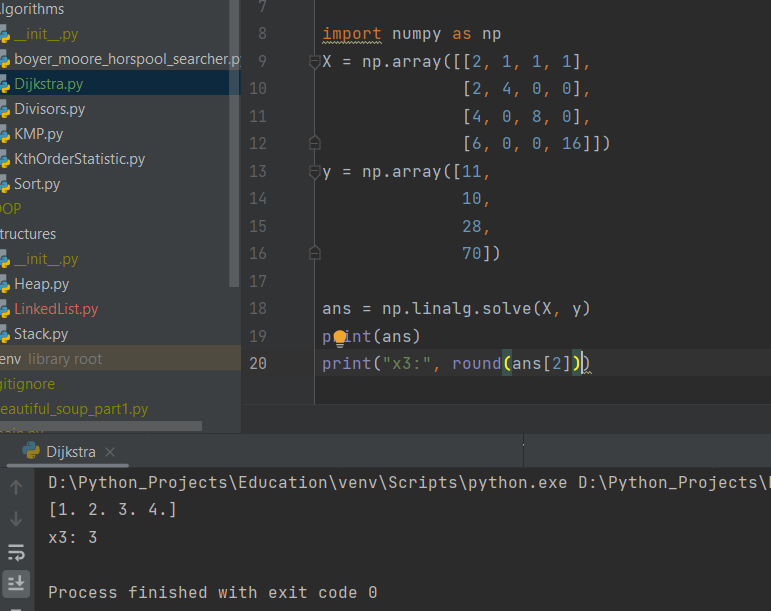 lgorithms
__init__.py
boyer_moore_horspool_searcher.p
Dijkstra.py
Divisors.py
KMP.py
KthOrderStatistic.py
Sort.py
OOP
tructures
__init__.py
Heap.py
LinkedList.py
Stack.py
env library root
gitignore
eautiful_soup_part1.py
7
8 import numpy as np
9 X = np.array([[2, 1, 1, 1],
10 [2, 4, 0, 0],
11 [4, 0, 8, 0],
12 [6, 0, 0, 16]])
13 y = np.array([11,
14 10,
15 28,
16 70])
17
18 ans = np.linalg.solve(X, y)
19 print(ans)
20 print("x3:", round(ans[2]))
Dijkstra
D:\Python_Projects\Education\venv\Scripts\python.exe D:\Python_Projects\
[1. 2. 3. 4.]
x3: 3
Process finished with exit code 0